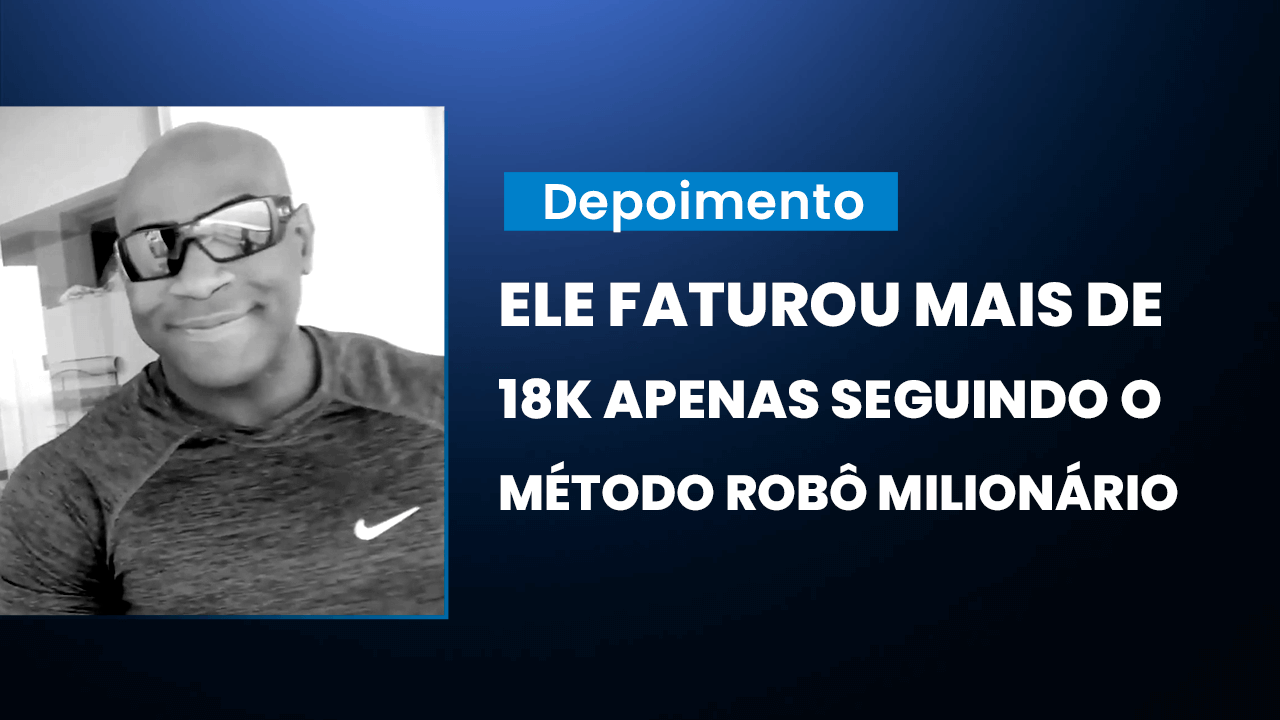 Depoimento
ELE FATUROU MAIS DE
18K APENAS SEGUINDO O
MÉTODO ROBÔ MILIONÁRIO